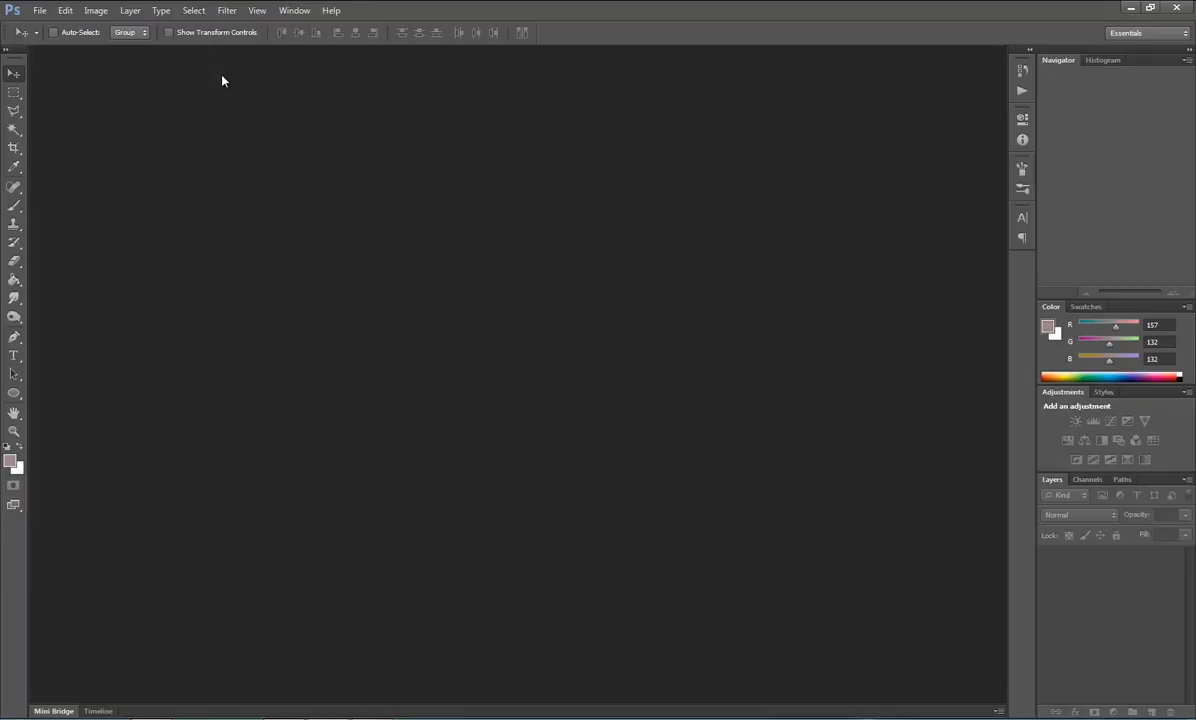 Ps File Edit Image Layer Type Select Filter View Window Help
Auto-Select: Group Show Transform Controls Essentials
Navigator Histogram
Color Swatches
R 157
G 132
B 132
Adjustments Styles
Add an adjustment
Layers Channels Paths
Kind
Normal Opacity:
Lock: Fill:
Mini Bridge Timeline